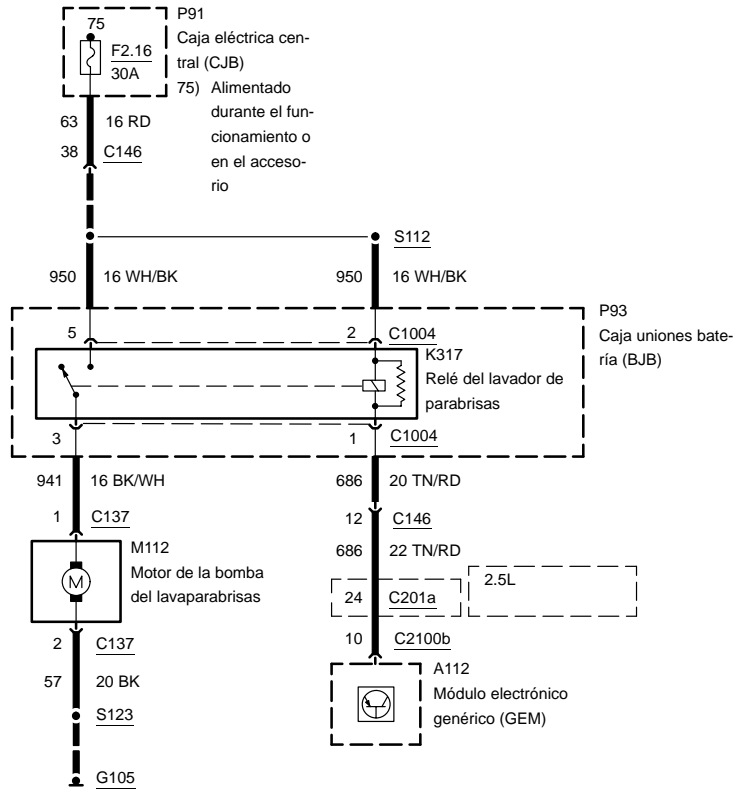 P91
75
Caja eléctrica cen-
F2.16
tral (CJB)
30A
75) Alimentado
durante el fun-
63 16 RD
cionamiento o
38 C146
en el acceso-
rio
S112
950 16 WH/BK
950 16 WH/BK
P93
5
2 C1004
Caja uniones bate-
K317
ría (BJB)
Relé del lavador de
parabrisas
3
1 C1004
941 16 BK/WH
686 20 TN/RD
1 C137
12 C146
M112
686 22 TN/RD
Motor de la bomba
2.5L
M
del lavaparabrisas
24 C201a
2 C137
10 C2100b
A112
57 20 BK
Módulo electrónico
S123
genérico (GEM)
G105